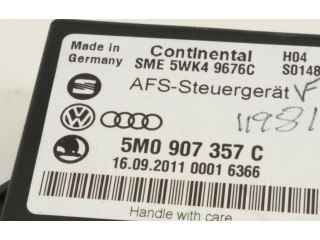 Made in Continental H04
Germany SME 5WK4 9676C S0148
AFS-Steuergerät
11981
5M0 907 357 C
16.09.2011 0001 6366
Handle with care